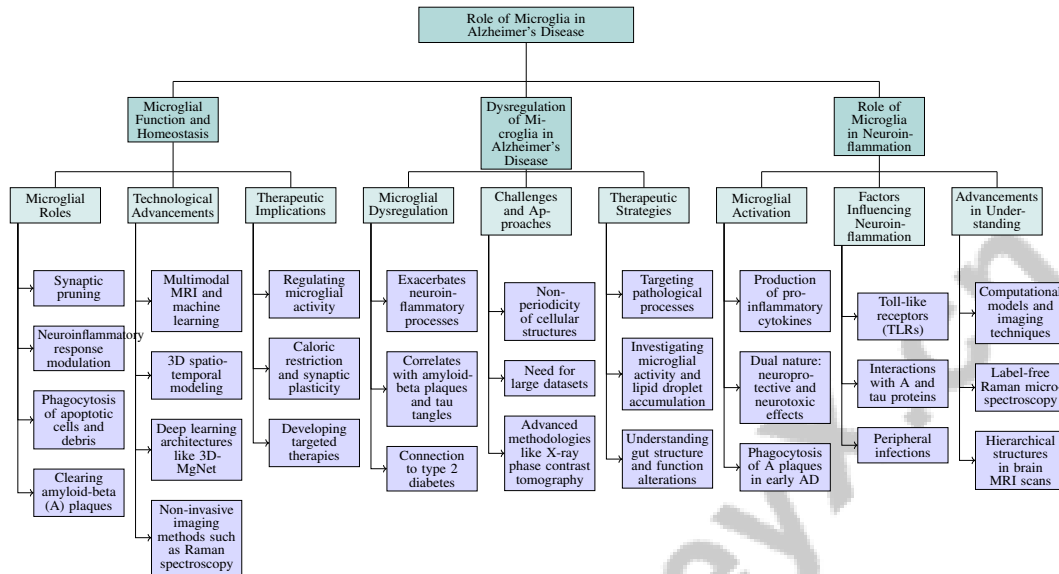 Role of Microglia in
Alzheimer's Disease
Microglial
Function and
Homeostasis
Dysregulation
of Mi-
croglia in
Alzheimer's
Disease
Role of
Microglia
in Neuroin-
flammation
Microglial
Roles
Technological
Advancements
Therapeutic
Implications
Microglial
Dysregulation
Challenges
and Ap-
proaches
Therapeutic
Strategies
Microglial
Activation
Factors
Influencing
Neuroin-
flammation
Advancements
in Under-
standing
Synaptic
pruning
Neuroinflammatory
response
modulation
Phagocytosis
of apoptotic
cells and
debris
Clearing
amyloid-beta
(A) plaques
Multimodal
MRI and
machine
learning
3D spatio-
temporal
modeling
Deep learning
architectures
like 3D-
MgNet
Non-invasive
imaging
methods such
as Raman
spectroscopy
Regulating
microglial
activity
Caloric
restriction
and synaptic
plasticity
Developing
targeted
therapies
Exacerbates
neuroin-
flammatory
processes
Correlates
with amyloid-
beta plaques
and tau
tangles
Connection
to type 2
diabetes
Non-
periodicity
of cellular
structures
Need for
large datasets
Advanced
methodologies
like X-ray
phase contrast
tomography
Targeting
pathological
processes
Investigating
microglial
activity and
lipid droplet
accumulation
Understanding
gut structure
and function
alterations
Production of
pro-
inflammatory
cytokines
Dual nature:
neuroprotective
and
neurotoxic
effects
Phagocytosis
of A plaques
in early AD
Toll-like
receptors
(TLRs)
Interactions
with A and
tau proteins
Peripheral
infections
Computational
models and
imaging
techniques
Label-free
Raman micro-
spectroscopy
Hierarchical
structures
in brain
MRI scans